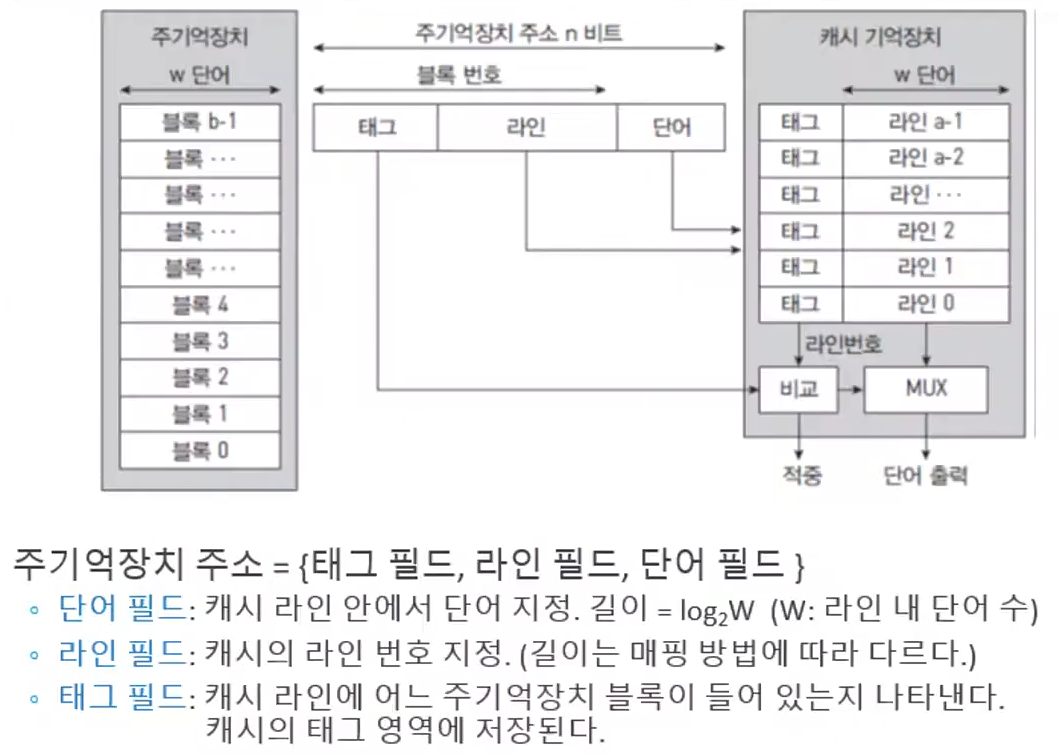 주기억장치
w 단어
블록 b-1
블록 ···
블록 ···
블록 ···
블록 ···
블록 4
블록 3
블록 2
블록 1
블록 0
주기억장치 주소 n 비트
블록 번호
태그 라인 단어
캐시 기억장치
w 단어
태그 라인 a-1
태그 라인 a-2
태그 라인 ···
태그 라인 2
태그 라인 1
태그 라인 0
라인번호
비교 MUX
적중 단어 출력
주기억장치 주소 = {태그 필드, 라인 필드, 단어 필드 }
◦ 단어 필드: 캐시 라인 안에서 단어 지정. 길이 = log₂W (W: 라인 내 단어 수)
◦ 라인 필드: 캐시의 라인 번호 지정. (길이는 매핑 방법에 따라 다르다.)
◦ 태그 필드: 캐시 라인에 어느 주기억장치 블록이 들어 있는지 나타낸다.
캐시의 태그 영역에 저장된다.